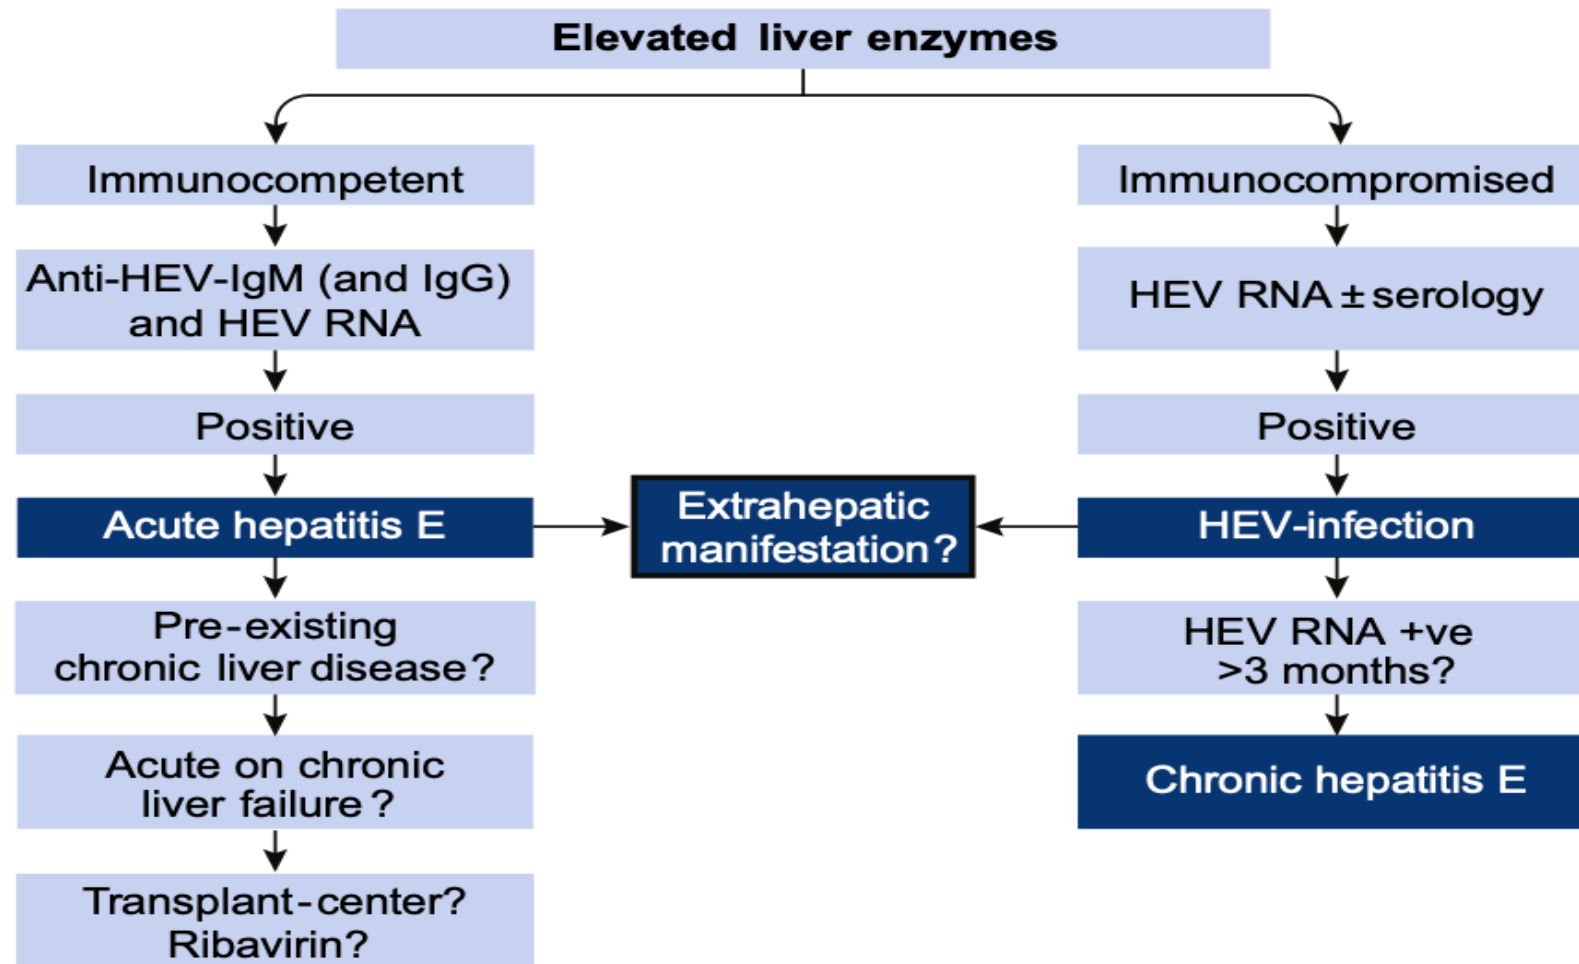 Elevated liver enzymes
Immunocompetent
Immunocompromised
Anti-HEV-IgM (and IgG)
and HEV RNA
HEV RNA ± serology
Positive
Positive
Acute hepatitis E
Extrahepatic
manifestation?
HEV-infection
Pre-existing
chronic liver disease?
HEV RNA +ve
>3 months?
Acute on chronic
liver failure ?
Chronic hepatitis E
Transplant-center?
Ribavirin?